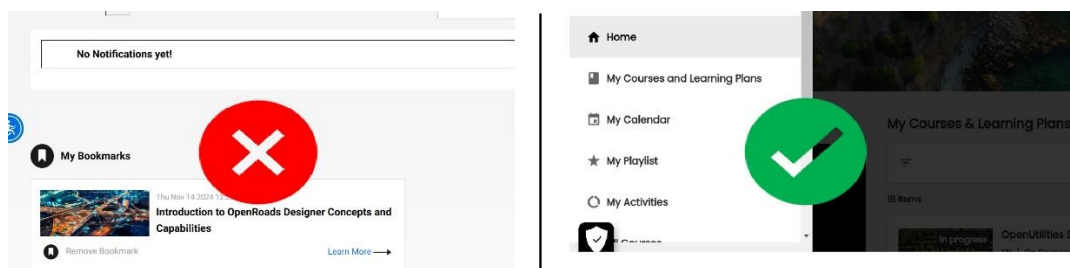 No Notifications yet!
My Bookmarks
Thu Nov 14 2024 12:
Introduction to OpenRoads Designer Concepts and
Capabilities
Remove Bookmark
Learn More
Home
My Courses and Learning Plans
My Calendar
My Playlist
My Activities
Courses
My Courses & Learning Plans
18 items
In progress
OpenUtilities S